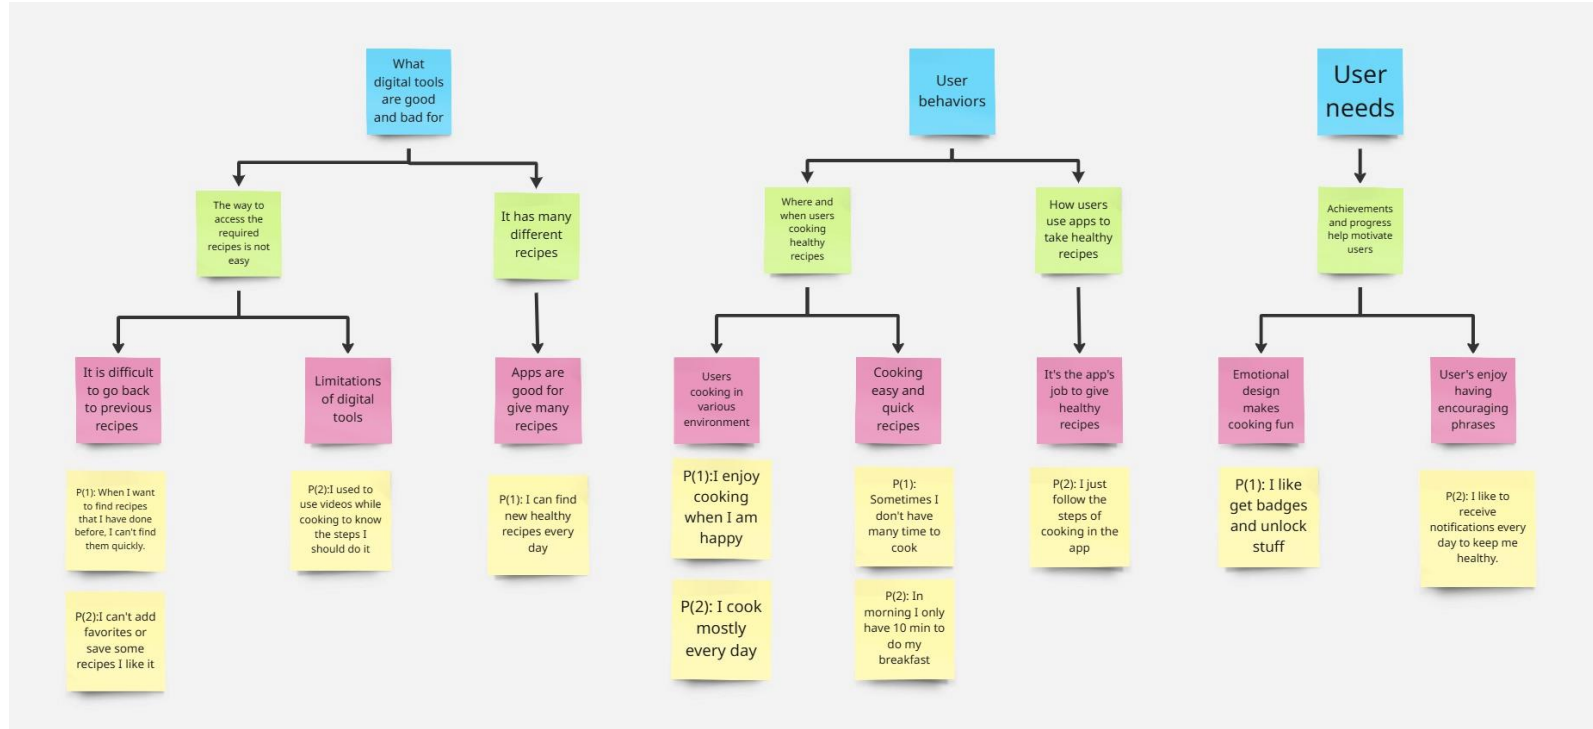 What
digital tools
are good
and bad for
User
behaviors
User
needs
The way to
access the
required
recipes is not
easy
It has many
different
recipes
Where and
when users
cooking
healthy
recipes
How users
use apps to
take healthy
recipes
Achievements
and progress
help motivate
users
It is difficult
to go back
to previous
recipes
Limitations
of digital
tools
Apps are
good for
give many
recipes
Users
cooking in
various
environment
Cooking
easy and
quick
recipes
It's the app's
job to give
healthy
recipes
Emotional
design
makes
cooking fun
User's enjoy
having
encouraging
phrases
P(1): When I want
to find recipes
that I have done
before, I can't find
them quickly.
P(2):I used to
use videos while
cooking to know
the steps I
should do it
P(1): I can find
new healthy
recipes every
day
P(1):I enjoy
cooking
when I am
happy
P(1):
Sometimes I
don't have
many time to
cook
P(2): I just
follow the
steps of
cooking in the
app
P(1): I like
get badges
and unlock
stuff
P(2): I like to
receive
notifications every
day to keep me
healthy.
P(2):I can't add
favorites or
save some
recipes I like it
P(2): I cook
mostly
every day
P(2): In
morning I only
have 10 min to
do my
breakfast